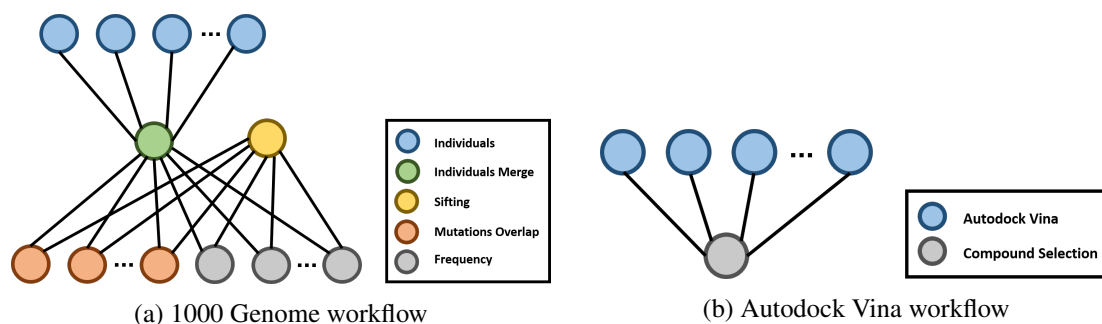 ...
Individuals
Individuals Merge
Sifting
Mutations Overlap
Frequency
... ...
(a) 1000 Genome workflow
...
Autodock Vina
Compound Selection
(b) Autodock Vina workflow